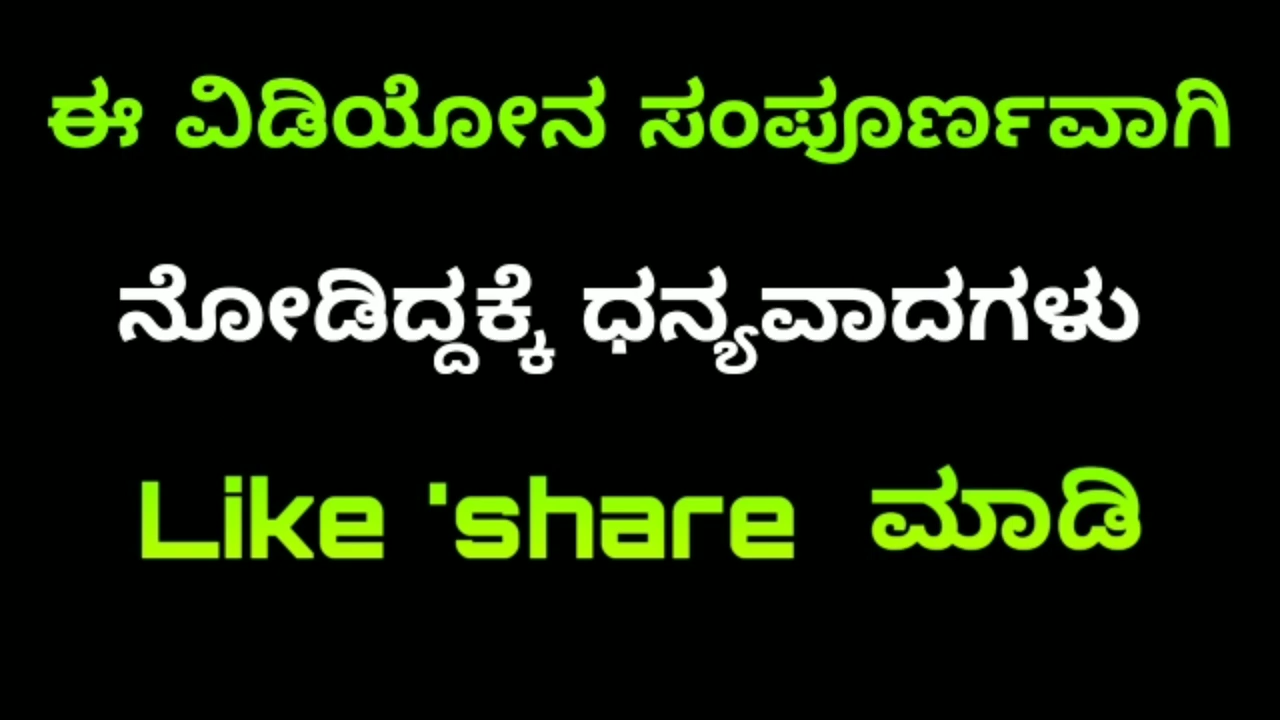 ಈ ವಿಡಿಯೋನ ಸಂಪೂರ್ಣವಾಗಿ
ನೋಡಿದ್ದಕ್ಕೆ ಧನ್ಯವಾದಗಳು
Like 'share ಮಾಡಿ